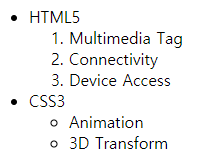 • HTML5
1. Multimedia Tag
2. Connectivity
3. Device Access
• CSS3
◦ Animation
◦ 3D Transform